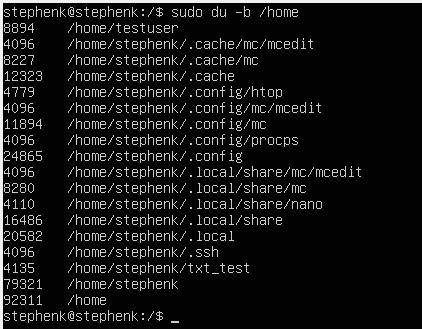 stephenk@stephenk:/$ sudo du -b /home
8894 /home/testuser
4096 /home/stephenk/.cache/mc/mcedit
8227 /home/stephenk/.cache/mc
12323 /home/stephenk/.cache
4779 /home/stephenk/.config/htop
4096 /home/stephenk/.config/mc/mcedit
11894 /home/stephenk/.config/mc
4096 /home/stephenk/.config/procps
24865 /home/stephenk/.config
4096 /home/stephenk/.local/share/mc/mcedit
8280 /home/stephenk/.local/share/mc
4110 /home/stephenk/.local/share/nano
16486 /home/stephenk/.local/share
20582 /home/stephenk/.local
4096 /home/stephenk/.ssh
4135 /home/stephenk/txt_test
79321 /home/stephenk
92311 /home
stephenk@stephenk:/$ _